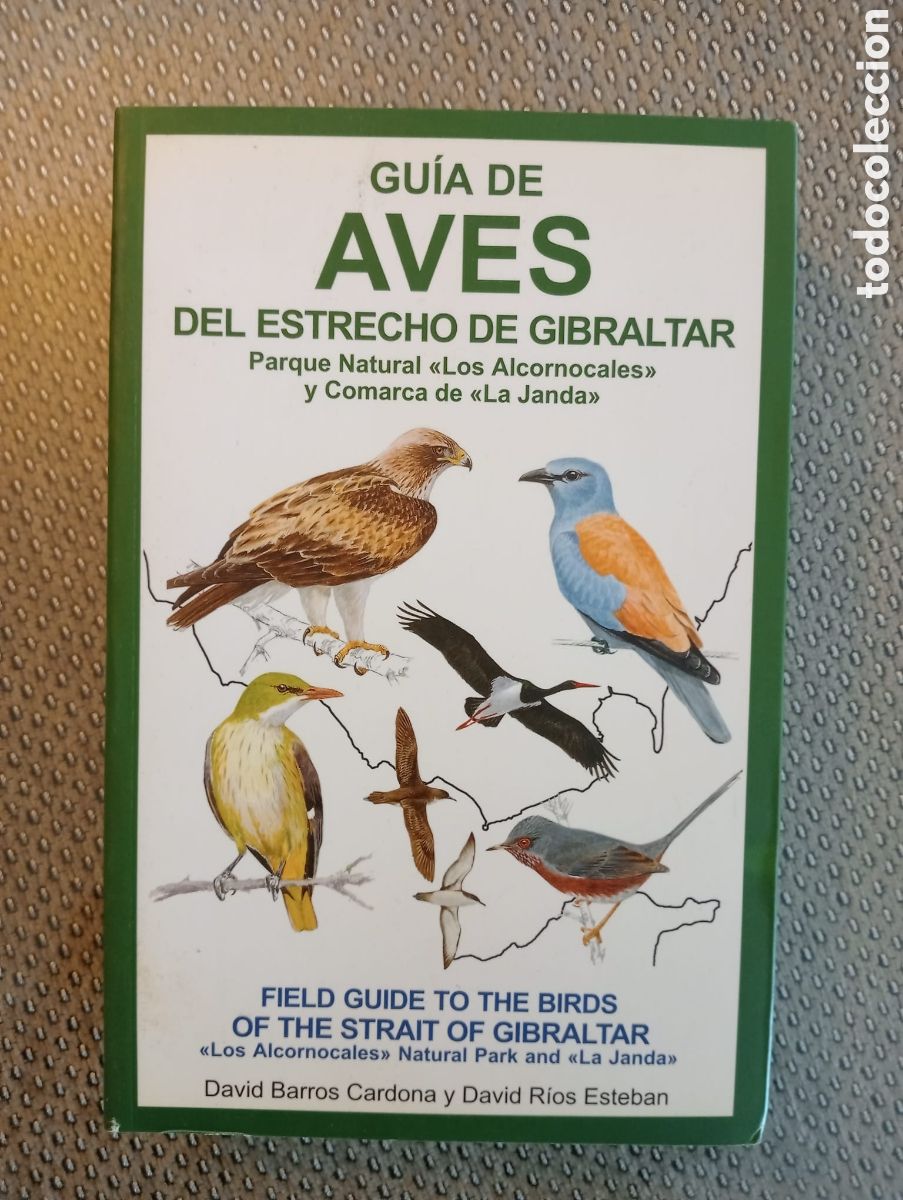 GUÍA DE
AVES
DEL ESTRECHO DE GIBRALTAR
Parque Natural «Los Alcornocales»
y Comarca de «La Janda»
FIELD GUIDE TO THE BIRDS
OF THE STRAIT OF GIBRALTAR
«Los Alcornocales» Natural Park and «La Janda»
David Barros Cardona y David Ríos Esteban
todocoleccion